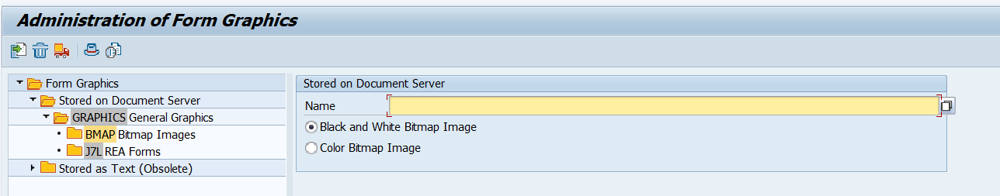 Administration of Form Graphics
Form Graphics
Stored on Document Server
GRAPHICS General Graphics
BMAP Bitmap Images
J7L REA Forms
Stored as Text (Obsolete)
Stored on Document Server
Name
Black and White Bitmap Image
Color Bitmap Image